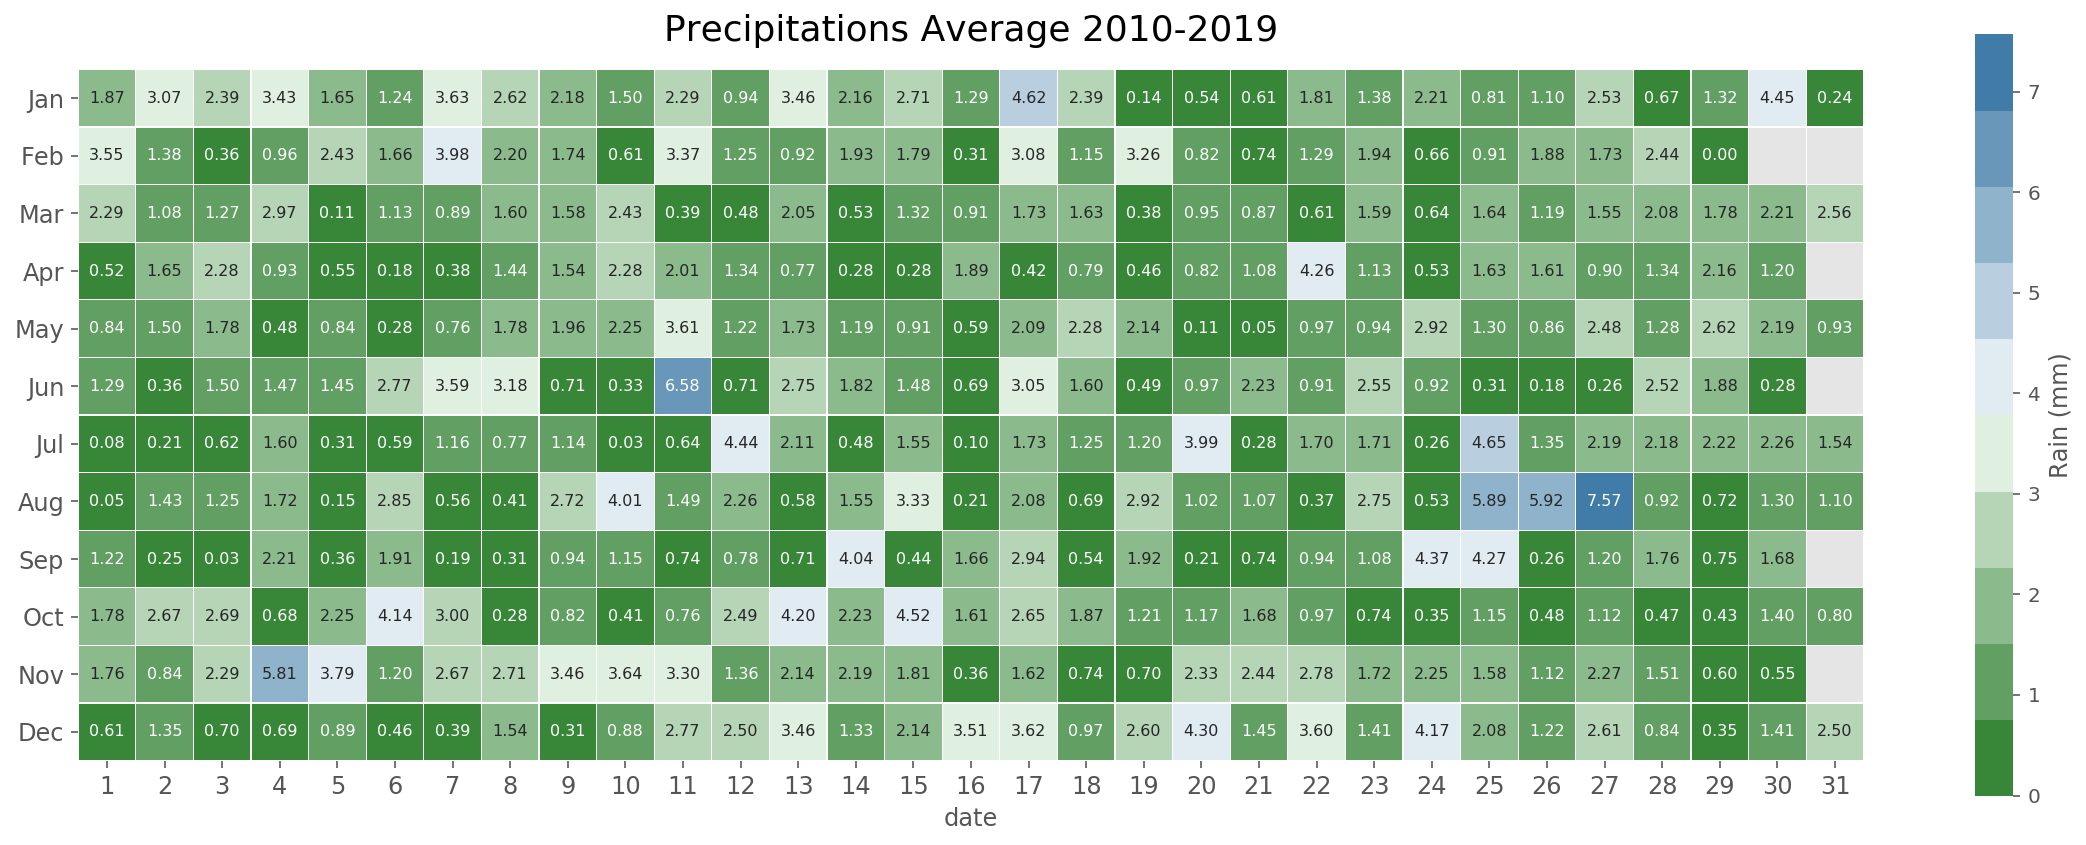 Precipitations Average 2010-2019
Jan 1.87 3.07 2.39 3.43 1.65 1.24 3.63 2.62 2.18 1.50 2.29 0.94 3.46 2.16 2.71 1.29 4.62 2.39 0.14 0.54 0.61 1.81 1.38 2.21 0.81 1.10 2.53 0.67 1.32 4.45 0.24
Feb 3.55 1.38 0.36 0.96 2.43 1.66 3.98 2.20 1.74 0.61 3.37 1.25 0.92 1.93 1.79 0.31 3.08 1.15 3.26 0.82 0.74 1.29 1.94 0.66 0.91 1.88 1.73 2.44 0.00
Mar 2.29 1.08 1.27 2.97 0.11 1.13 0.89 1.60 1.58 2.43 0.39 0.48 2.05 0.53 1.32 0.91 1.73 1.63 0.38 0.95 0.87 0.61 1.59 0.64 1.64 1.19 1.55 2.08 1.78 2.21 2.56
Apr 0.52 1.65 2.28 0.93 0.55 0.18 0.38 1.44 1.54 2.28 2.01 1.34 0.77 0.28 0.28 1.89 0.42 0.79 0.46 0.82 1.08 4.26 1.13 0.53 1.63 1.61 0.90 1.34 2.16 1.20
May 0.84 1.50 1.78 0.48 0.84 0.28 0.76 1.78 1.96 2.25 3.61 1.22 1.73 1.19 0.91 0.59 2.09 2.28 2.14 0.11 0.05 0.97 0.94 2.92 1.30 0.86 2.48 1.28 2.62 2.19 0.93
Jun 1.29 0.36 1.50 1.47 1.45 2.77 3.59 3.18 0.71 0.33 6.58 0.71 2.75 1.82 1.48 0.69 3.05 1.60 0.49 0.97 2.23 0.91 2.55 0.92 0.31 0.18 0.26 2.52 1.88 0.28
Jul 0.08 0.21 0.62 1.60 0.31 0.59 1.16 0.77 1.14 0.03 0.64 4.44 2.11 0.48 1.55 0.10 1.73 1.25 1.20 3.99 0.28 1.70 1.71 0.26 4.65 1.35 2.19 2.18 2.22 2.26 1.54
Aug 0.05 1.43 1.25 1.72 0.15 2.85 0.56 0.41 2.72 4.01 1.49 2.26 0.58 1.55 3.33 0.21 2.08 0.69 2.92 1.02 1.07 0.37 2.75 0.53 5.89 5.92 7.57 0.92 0.72 1.30 1.10
Sep 1.22 0.25 0.03 2.21 0.36 1.91 0.19 0.31 0.94 1.15 0.74 0.78 0.71 4.04 0.44 1.66 2.94 0.54 1.92 0.21 0.74 0.94 1.08 4.37 4.27 0.26 1.20 1.76 0.75 1.68
Oct 1.78 2.67 2.69 0.68 2.25 4.14 3.00 0.28 0.82 0.41 0.76 2.49 4.20 2.23 4.52 1.61 2.65 1.87 1.21 1.17 1.68 0.97 0.74 0.35 1.15 0.48 1.12 0.47 0.43 1.40 0.80
Nov 1.76 0.84 2.29 5.81 3.79 1.20 2.67 2.71 3.46 3.64 3.30 1.36 2.14 2.19 1.81 0.36 1.62 0.74 0.70 2.33 2.44 2.78 1.72 2.25 1.58 1.12 2.27 1.51 0.60 0.55
Dec 0.61 1.35 0.70 0.69 0.89 0.46 0.39 1.54 0.31 0.88 2.77 2.50 3.46 1.33 2.14 3.51 3.62 0.97 2.60 4.30 1.45 3.60 1.41 4.17 2.08 1.22 2.61 0.84 0.35 1.41 2.50
1 2 3 4 5 6 7 8 9 10 11 12 13 14 15 16 17 18 19 20 21 22 23 24 25 26 27 28 29 30 31
date
7
6
5
4
3
2
1
0
Rain (mm)